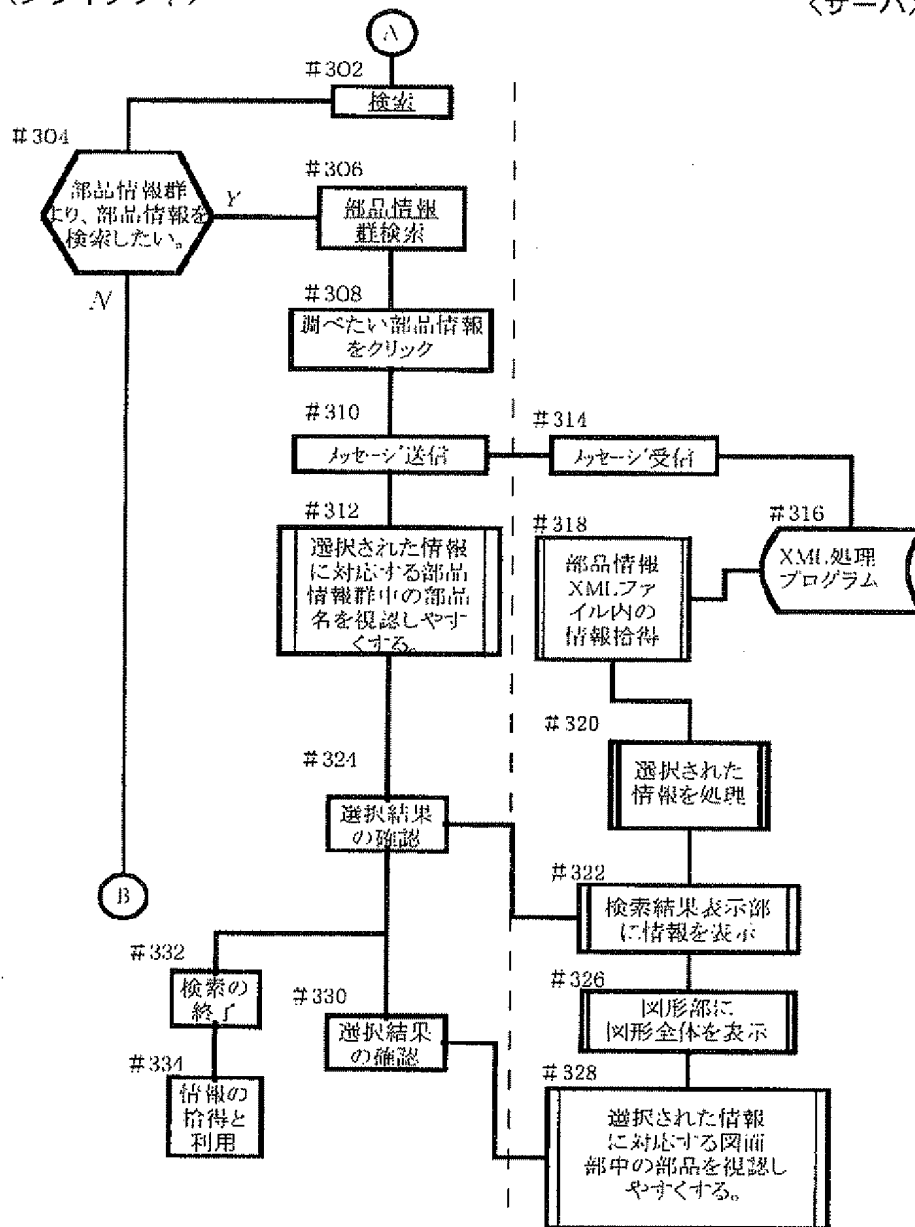 A
#302
検索
#304
部品情報群
より、部品情報を
検索したい。
Y
N
#306
部品情報
群検索
#308
調べたい部品情報
をクリック
#310
メッセージ送信
#314
メッセージ受信
#312
選択された情報
に対応する部品
情報群中の部品
名を視認しやす
くする。
#316
XML処理
プログラム
#318
部品情報
XMLファ
イル内の
情報拾得
#320
選択された
情報を処理
#324
選択結果
の確認
#322
検索結果表示部
に情報を表示
B
#332
検索の
終了
#330
選択結果
の確認
#326
図形部に
図形全体を表示
#334
情報の
拾得と
利用
#328
選択された情報
に対応する図面
部中の部品を視認し
やすくする。